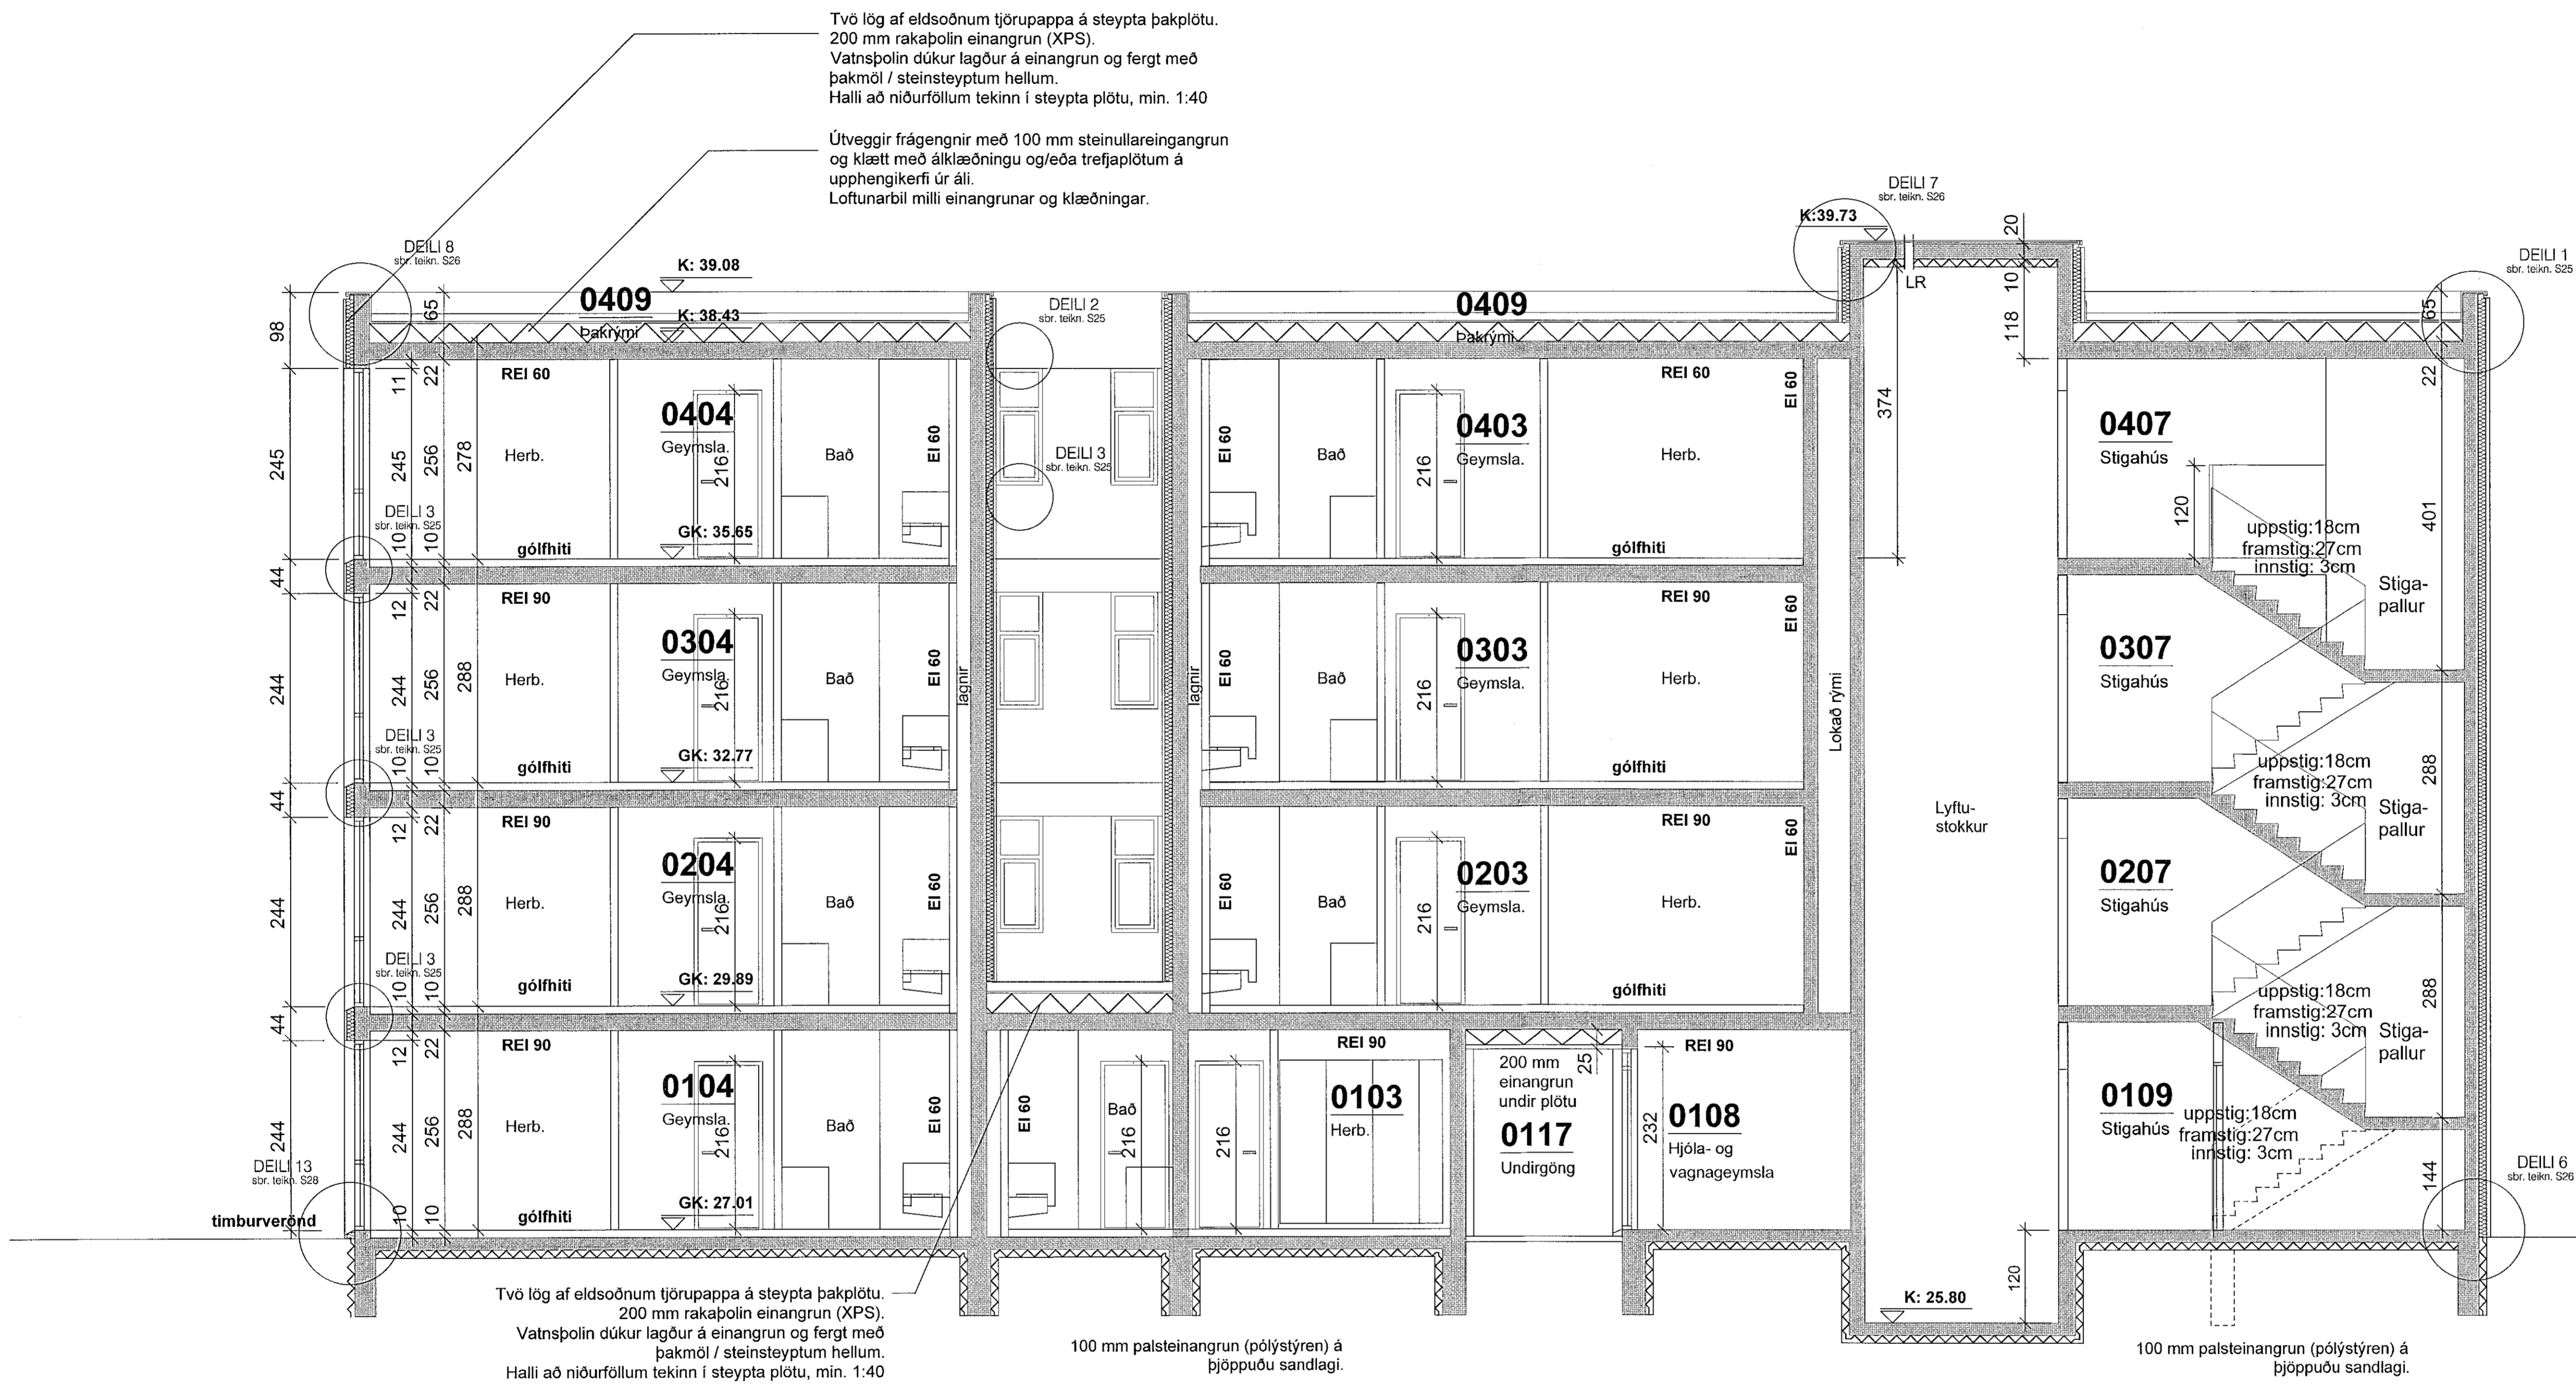 Tvö lög af eldsoðnum tjörupappa á steypta þakplötu.
200 mm rakaþolin einangrun (XPS).
Vatnsþolin dúkur lagður á einangrun og fergt með
þakmöl / steinsteyptum hellum.
Halli að niðurföllum tekinn í steypta plötu, min. 1:40
Útveggir frágengnir með 100 mm steinullareingangrun
og klætt með álklæðningu og/eða trefjaplötum á
upphengikerfi úr áli.
Loftunarbil milli einangrunar og klæðningar.
DEILI 7
sbr. teikn. S26
K:39.73
20
DEILI 8
sbr. teikn. S26
K: 39.08
DEILI 1
sbr. teikn. S25
98
65
0409
K: 38.43
Þakrými
DEILI 2
sbr. teikn. S25
0409
Þakrými
LR
10
118
65
245
11
245
22
256
278
REI 60
Herb.
0404
Geymsla.
216
Bað
EI 60
GK: 35.65
gólfhiti
DEILI 3
sbr. teikn. S25
EI 60
Bað
216
0403
Geymsla.
REI 60
Herb.
EI 60
gólfhiti
374
0407
Stigahús
120
22
401
uppstig:18cm
framstig:27cm
innstig: 3cm
Stiga-
pallur
DEILI 3
sbr. teikn. S25
10
10
44
244
12
244
22
256
288
REI 90
Herb.
0304
Geymsla.
216
Bað
EI 60
lagnir
GK: 32.77
gólfhiti
lagnir
EI 60
Bað
216
0303
Geymsla.
REI 90
Herb.
EI 60
gólfhiti
Lokað rými
0307
Stigahús
288
uppstig:18cm
framstig:27cm
innstig: 3cm
Stiga-
pallur
DEILI 3
sbr. teikn. S25
10
10
44
244
12
244
22
256
288
REI 90
Herb.
0204
Geymsla.
216
Bað
EI 60
GK: 29.89
gólfhiti
EI 60
Bað
216
0203
Geymsla.
REI 90
Herb.
EI 60
gólfhiti
Lyftu-
stokkur
0207
Stigahús
288
uppstig:18cm
framstig:27cm
innstig: 3cm
Stiga-
pallur
DEILI 3
sbr. teikn. S25
10
10
44
244
12
244
22
256
288
REI 90
Herb.
0104
Geymsla.
216
Bað
EI 60
GK: 27.01
gólfhiti
10
10
EI 60
Bað
216
216
REI 90
0103
Herb.
200 mm
einangrun
undir plötu
25
0117
Undirgöng
232
REI 90
0108
Hjóla- og
vagnageymsla
0109
Stigahús
uppstig:18cm
framstig:27cm
innstig: 3cm
144
DEILI 13
sbr. teikn. S28
timburverönd
DEILI 6
sbr. teikn. S26
120
K: 25.80
Tvö lög af eldsoðnum tjörupappa á steypta þakplötu.
200 mm rakaþolin einangrun (XPS).
Vatnsþolin dúkur lagður á einangrun og fergt með
þakmöl / steinsteyptum hellum.
Halli að niðurföllum tekinn í steypta plötu, min. 1:40
100 mm palsteinangrun (pólýstýren) á
þjöppuðu sandlagi.
100 mm palsteinangrun (pólýstýren) á
þjöppuðu sandlagi.